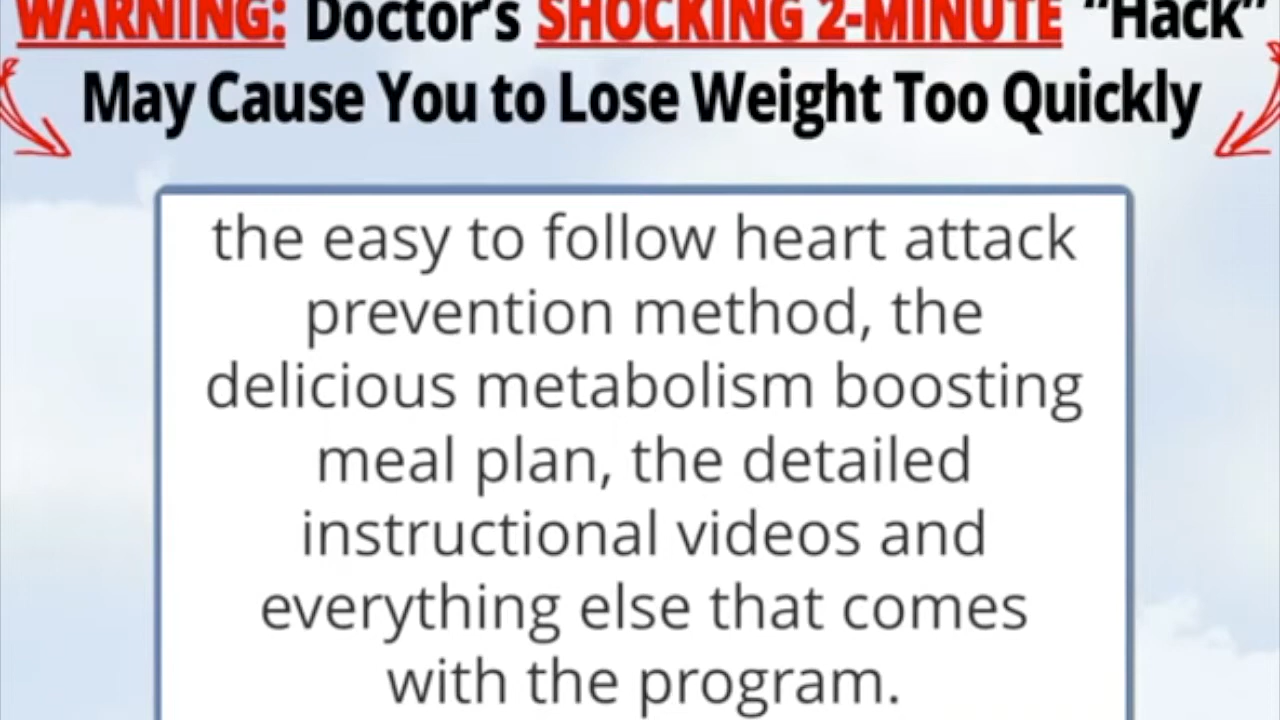 WARNING: Doctor's SHOCKING 2-MINUTE “Hack”
May Cause You to Lose Weight Too Quickly
the easy to follow heart attack
prevention method, the
delicious metabolism boosting
meal plan, the detailed
instructional videos and
everything else that comes
with the program.